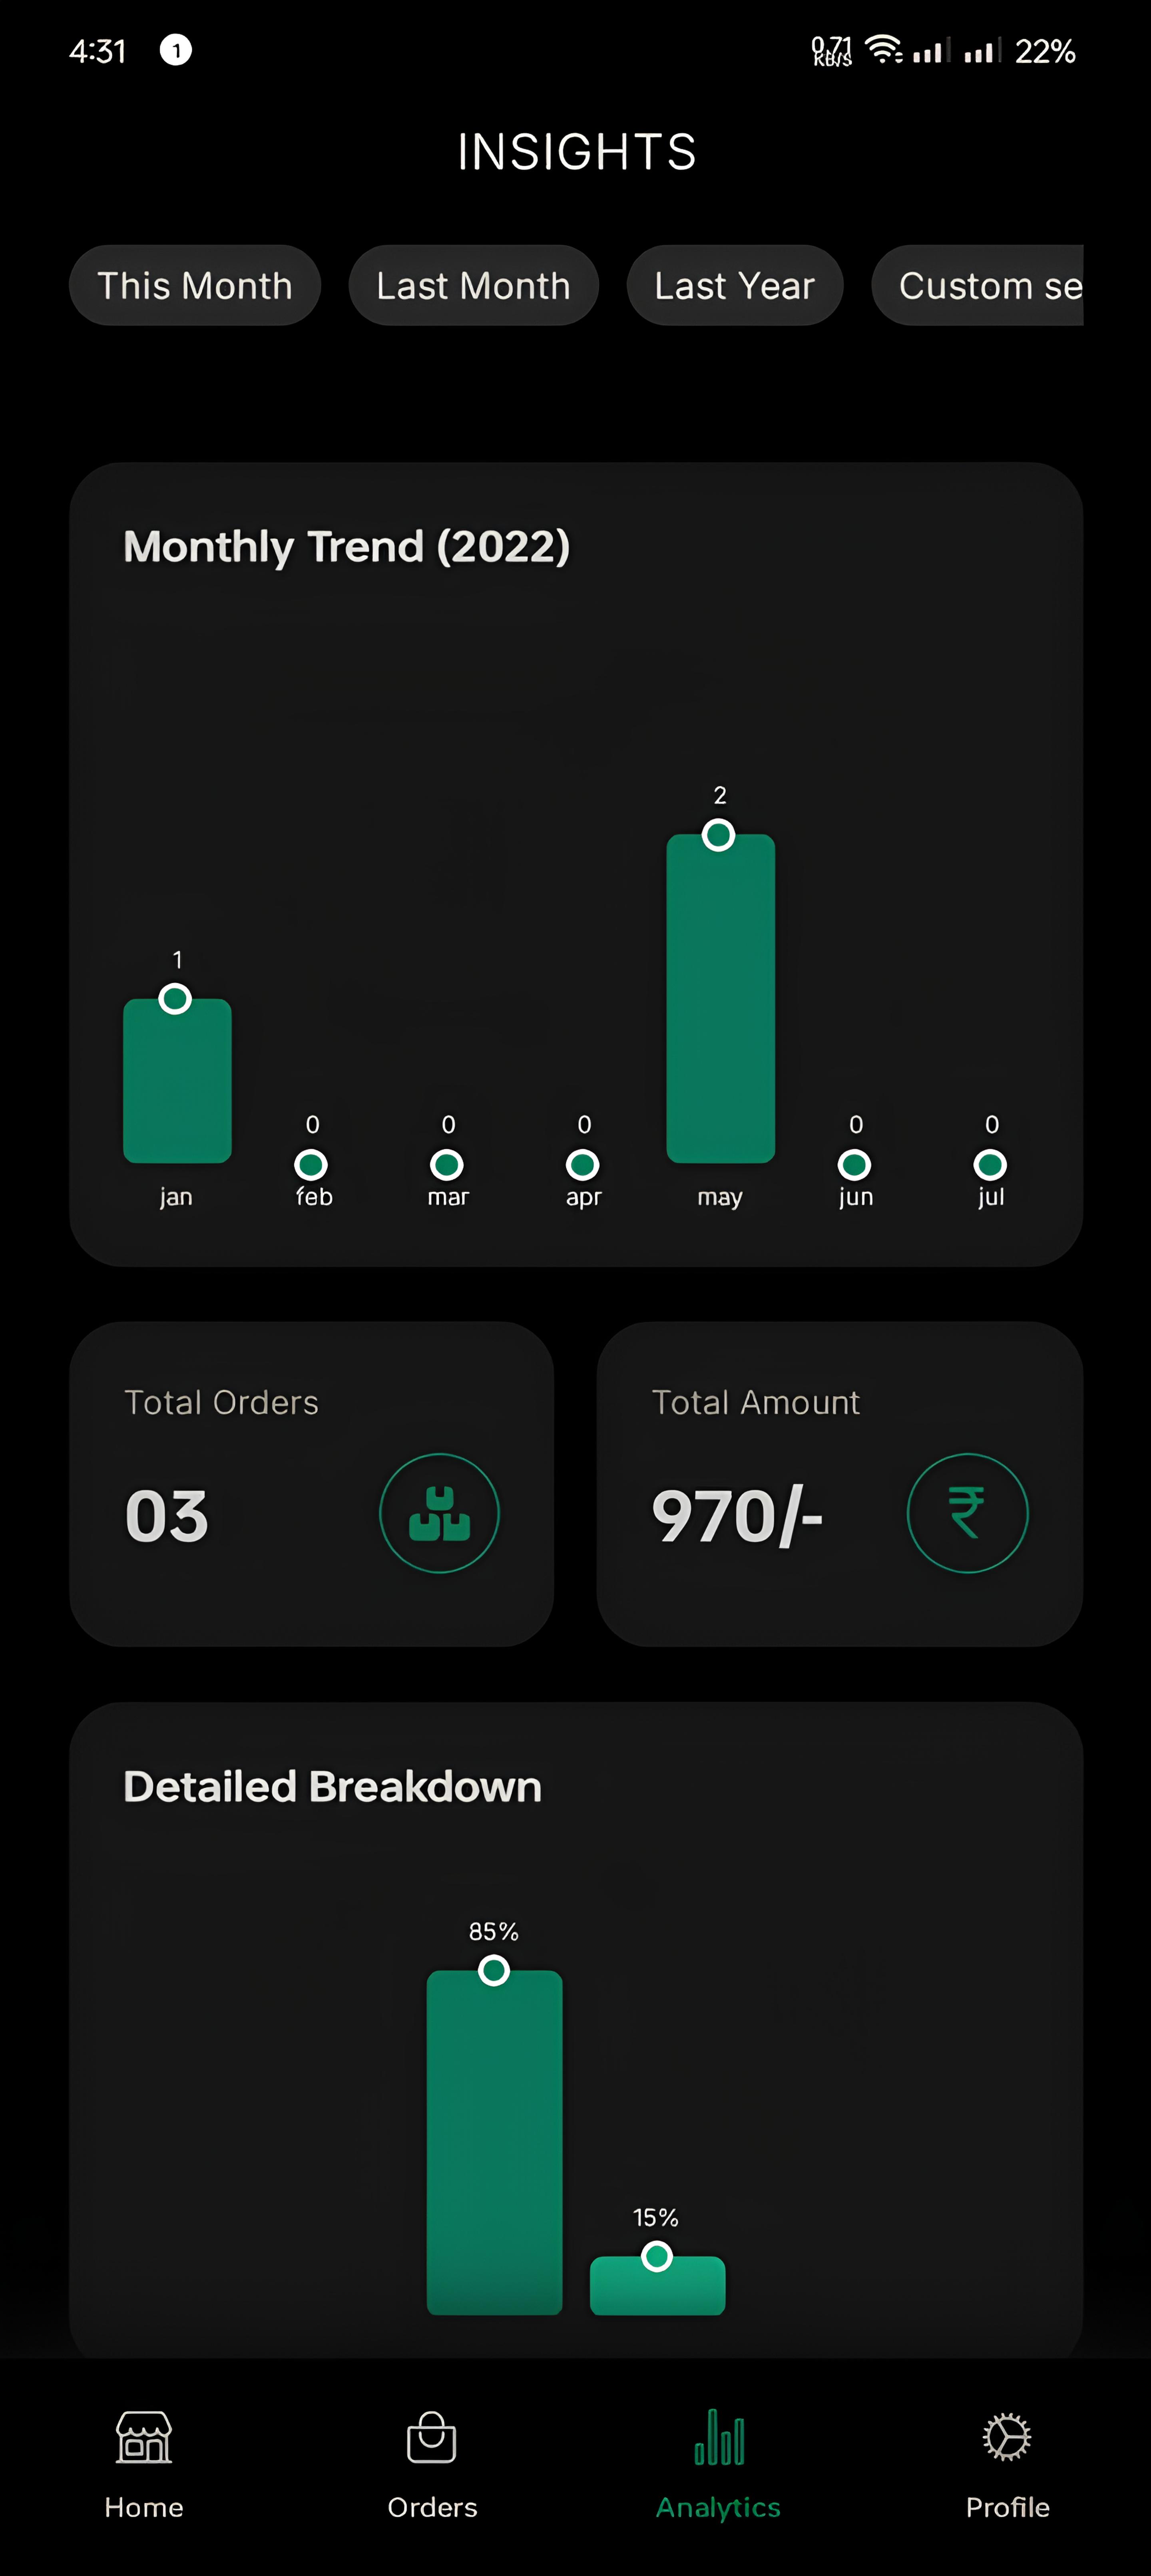 4:31 1 0.71 KB/S 22%
INSIGHTS
This Month Last Month Last Year Custom se
Monthly Trend (2022)
2
1
0 0 0 0 0
jan feb mar apr may jun jul
Total Orders Total Amount
03 970/- ₹
Detailed Breakdown
85%
15%
Home Orders Analytics Profile